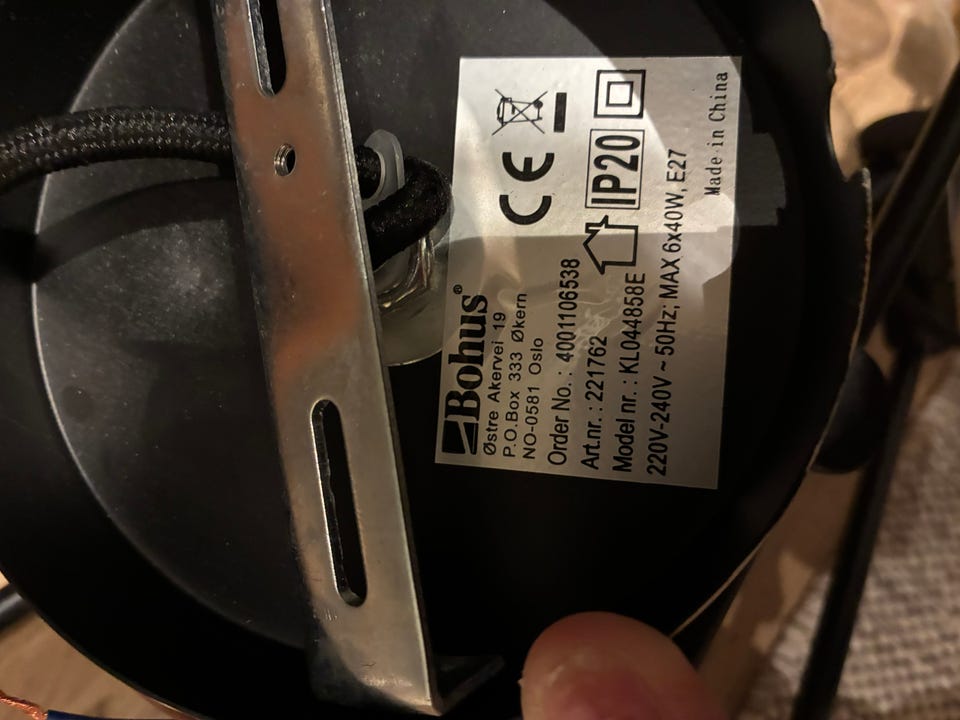 Bohus®
Østre Akervei 19
P.O.Box 333 Økern
NO-0581 Oslo
Order No.: 4001106538
Art.nr.: 221762
Model nr.: KL044858E
220V-240V ~ 50Hz; MAX 6x40W, E27
CE
IP20
Made in China